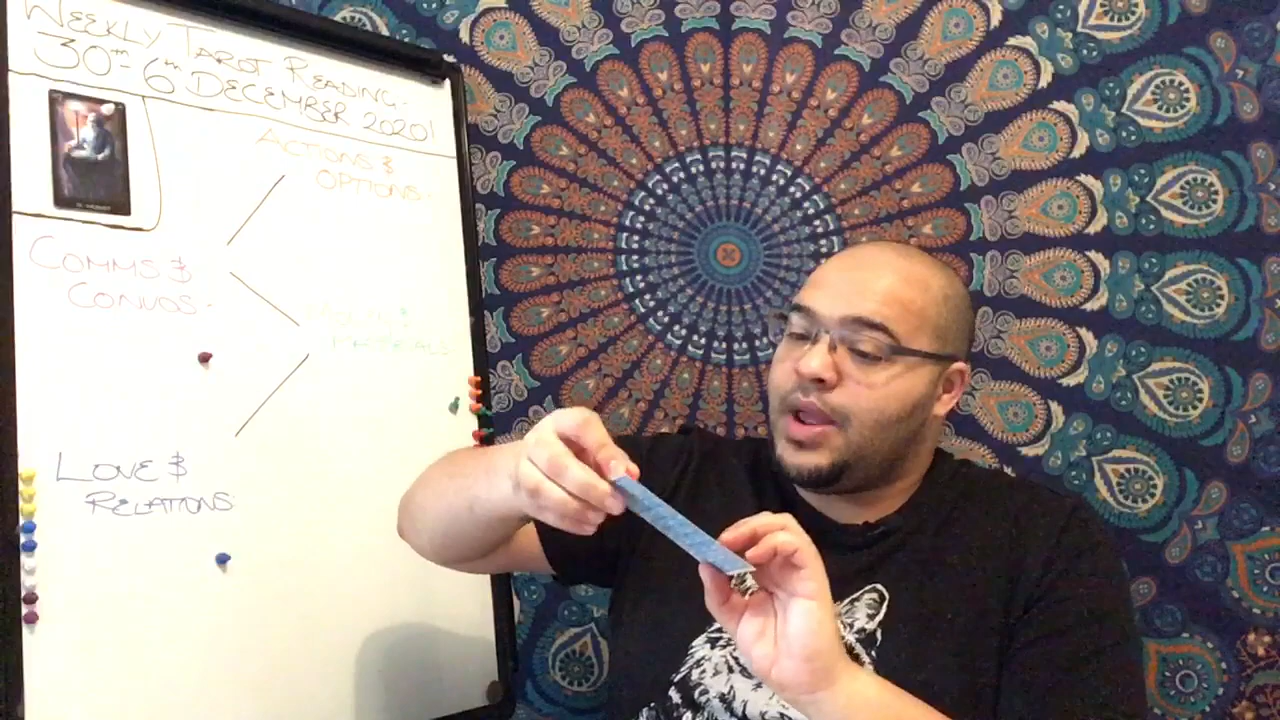 WEEKLY TAROT READING:
30TH - 6TH DECEMBER 2020!
ACTIONS &
OPTIONS:
COMMS &
CONVOS:
LOVE &
RELATIONS: